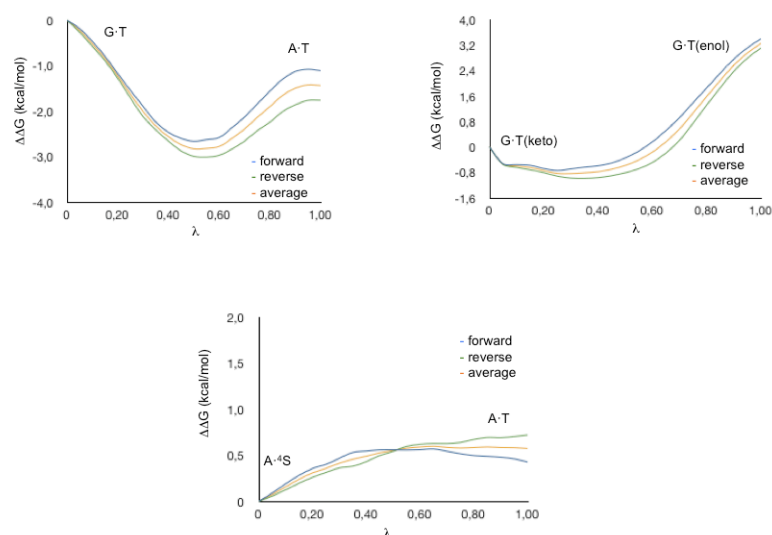 G·T
A·T
0
-1,0
-2,0
-3,0
-4,0
ΔΔG (kcal/mol)
- forward
- reverse
- average
0 0,20 0,40 0,60 0,80 1,00
λ
4,0
3,2
2,4
1,6
0,8
0
-0,8
-1,6
ΔΔG (kcal/mol)
G·T(enol)
G·T(keto)
- forward
- reverse
- average
0 0,20 0,40 0,60 0,80 1,00
λ
2,0
1,5
1,0
0,5
0
ΔΔG (kcal/mol)
- forward
- reverse
- average
A·T
A·⁴S
0 0,20 0,40 0,60 0,80 1,00
λ